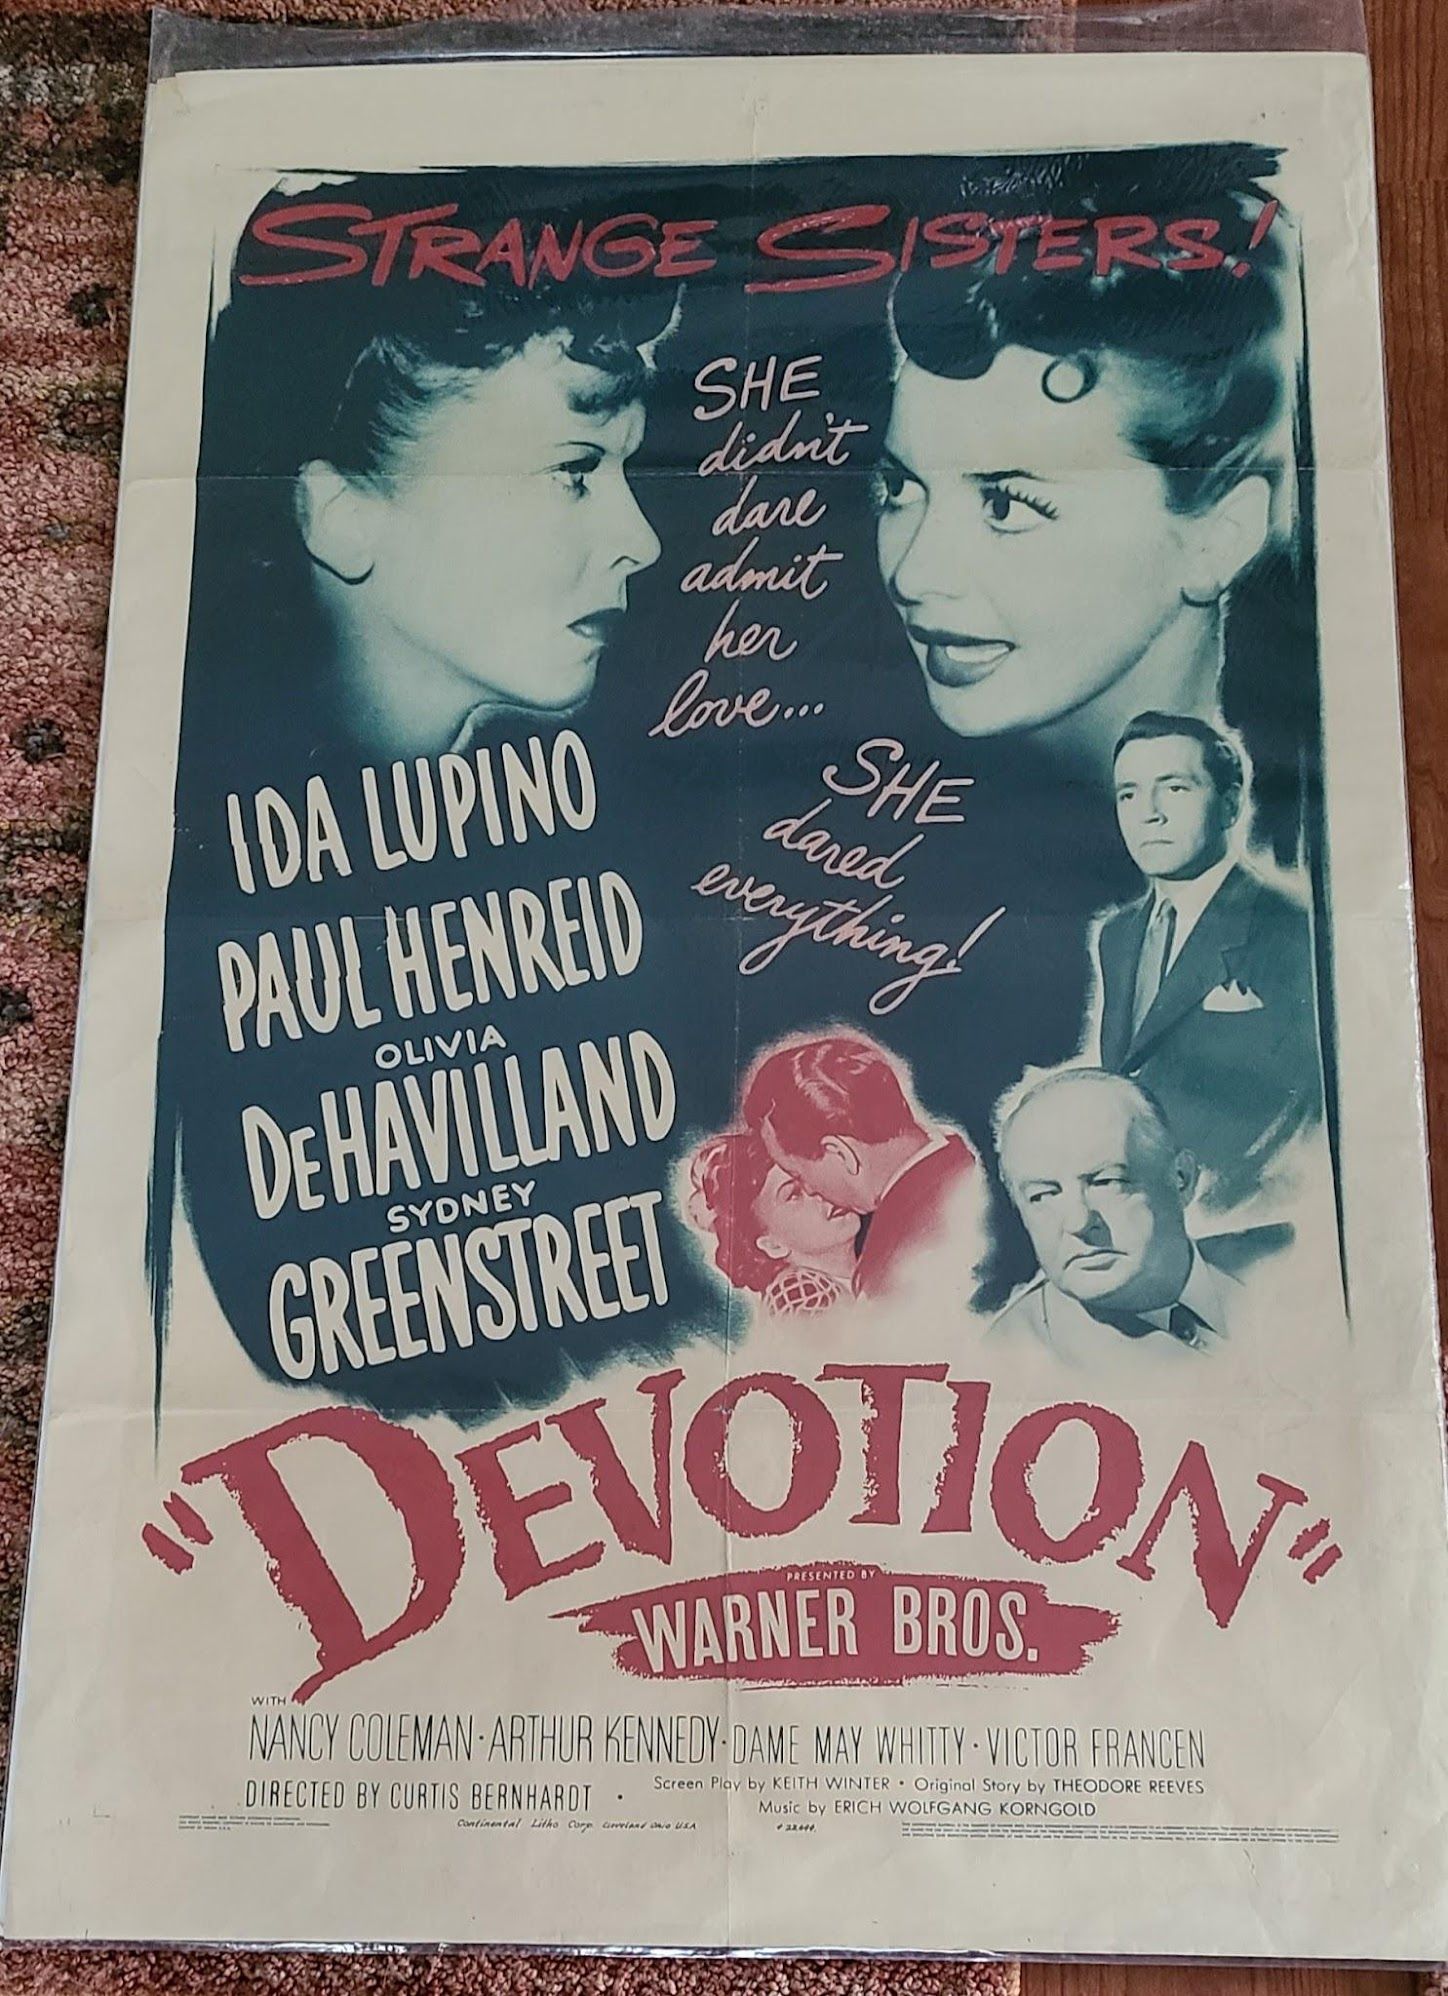 STRANGE SISTERS!
SHE
didn't
dare
admit
her
love...
SHE
dared
everything!
IDA LUPINO
PAUL HENREID
OLIVIA
DEHAVILLAND
SYDNEY
GREENSTREET
"DEVOTION"
PRESENTED BY
WARNER BROS.
WITH
NANCY COLEMAN · ARTHUR KENNEDY · DAME MAY WHITTY · VICTOR FRANCEN
DIRECTED BY CURTIS BERNHARDT ·
Screen Play by KEITH WINTER • Original Story by THEODORE REEVES
Music by ERICH WOLFGANG KORNGOLD
Continental Litho Corp. Cleveland Ohio USA